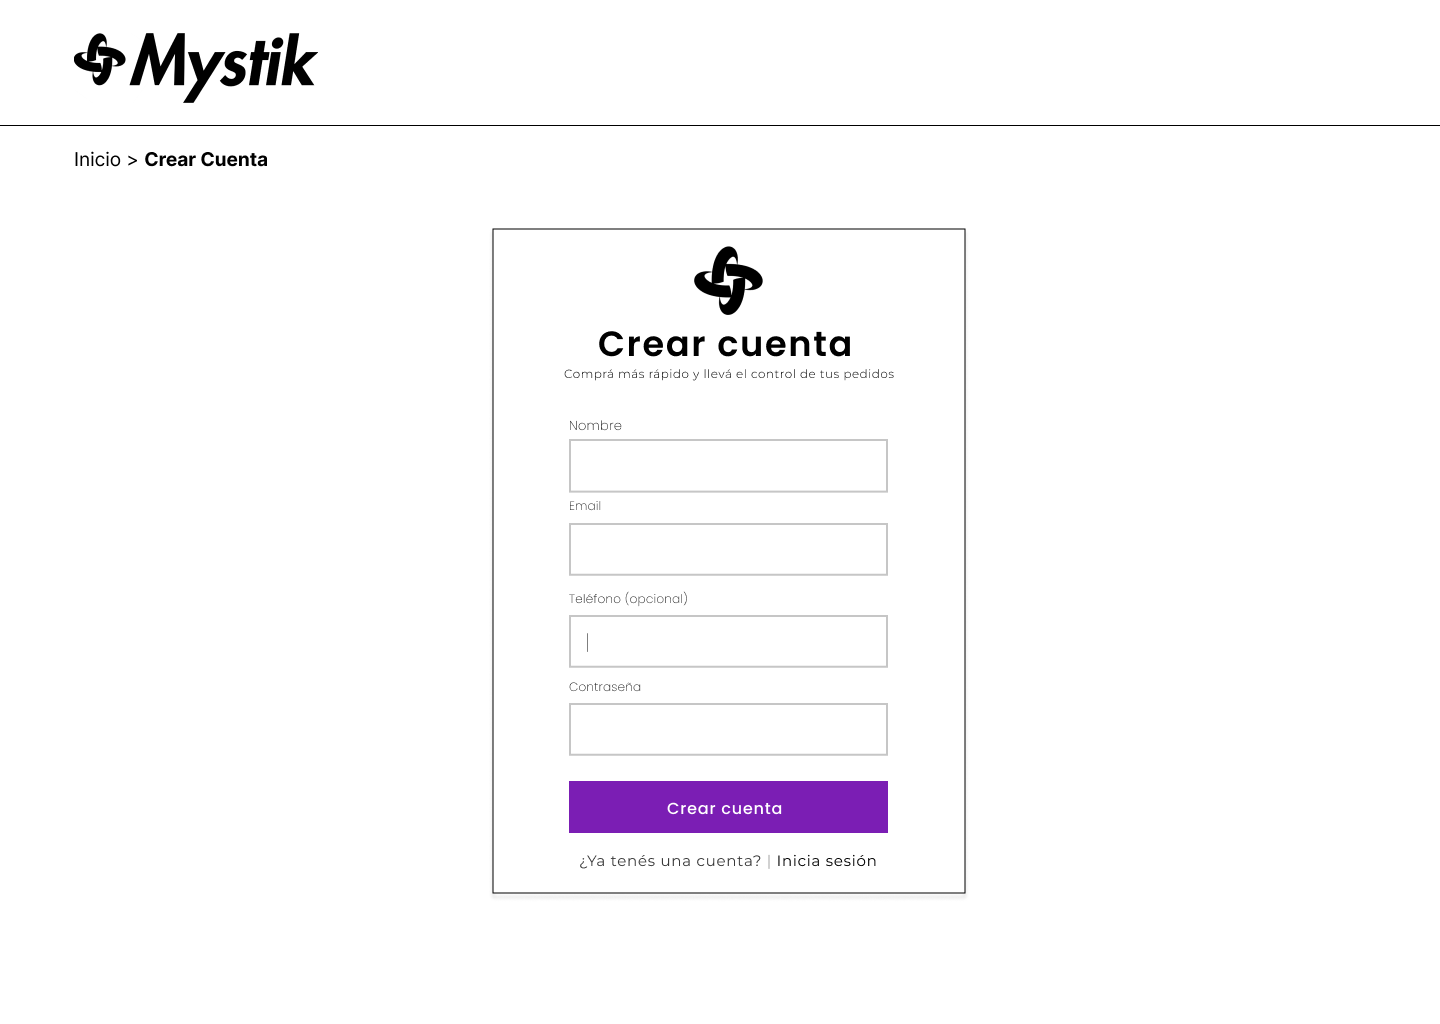 Mystik
Inicio > Crear Cuenta
Crear cuenta
Comprá más rápido y llevá el control de tus pedidos
Nombre
Email
Teléfono (opcional)
Contraseña
Crear cuenta
¿Ya tenés una cuenta? | Inicia sesión